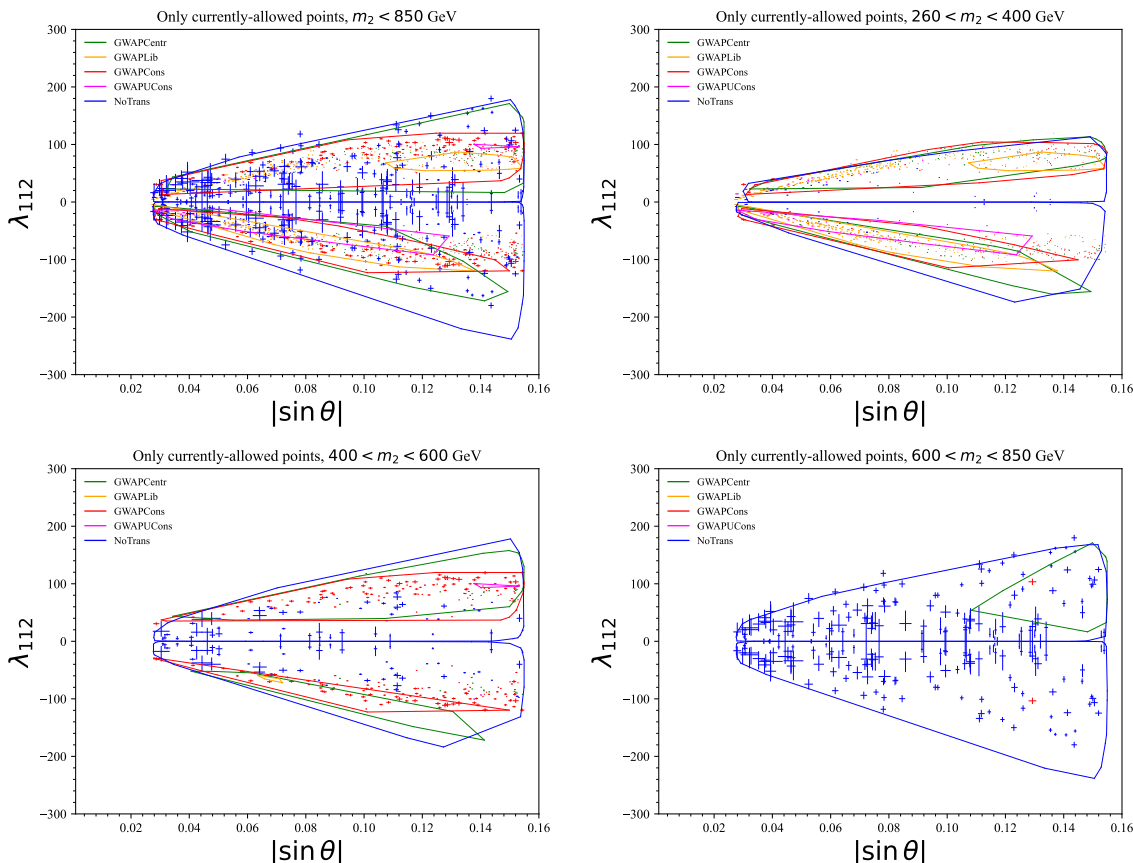 Only currently-allowed points, m₂ < 850 GeV
300
200
100
0
−100
−200
−300
λ₁₁₂
GWAPCentr
GWAPLib
GWAPCons
GWAPUCons
NoTrans
0.02 0.04 0.06 0.08 0.10 0.12 0.14 0.16
|sin θ|
Only currently-allowed points, 260 < m₂ < 400 GeV
300
200
100
0
−100
−200
−300
λ₁₁₂
GWAPCentr
GWAPLib
GWAPCons
GWAPUCons
NoTrans
0.02 0.04 0.06 0.08 0.10 0.12 0.14 0.16
|sin θ|
Only currently-allowed points, 400 < m₂ < 600 GeV
300
200
100
0
−100
−200
−300
λ₁₁₂
GWAPCentr
GWAPLib
GWAPCons
GWAPUCons
NoTrans
0.02 0.04 0.06 0.08 0.10 0.12 0.14 0.16
|sin θ|
Only currently-allowed points, 600 < m₂ < 850 GeV
300
200
100
0
−100
−200
−300
λ₁₁₂
GWAPCentr
GWAPLib
GWAPCons
GWAPUCons
NoTrans
0.02 0.04 0.06 0.08 0.10 0.12 0.14 0.16
|sin θ|